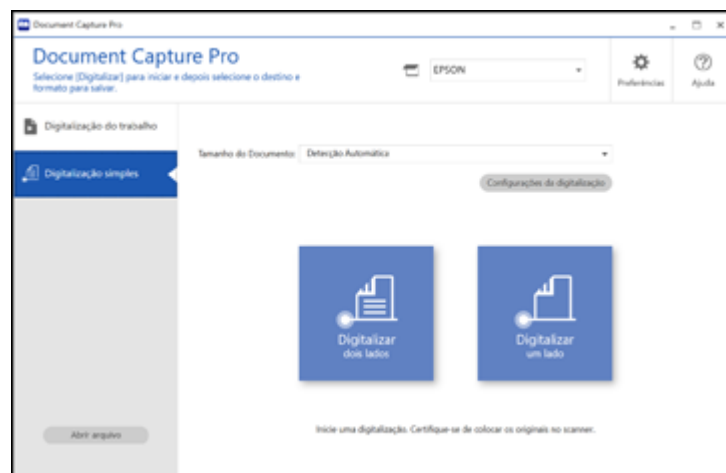 Document Capture Pro
Document Capture Pro
Selecione [Digitalizar] para iniciar e depois selecione o destino e
formato para salvar.
EPSON
Preferências
Ajuda
Digitalização do trabalho
Digitalização simples
Tamanho do Documento:
Detecção Automática
Configurações da digitalização
Digitalizar
dois lados
Digitalizar
um lado
Abrir arquivo
Inicie uma digitalização. Certifique-se de colocar os originais no scanner.